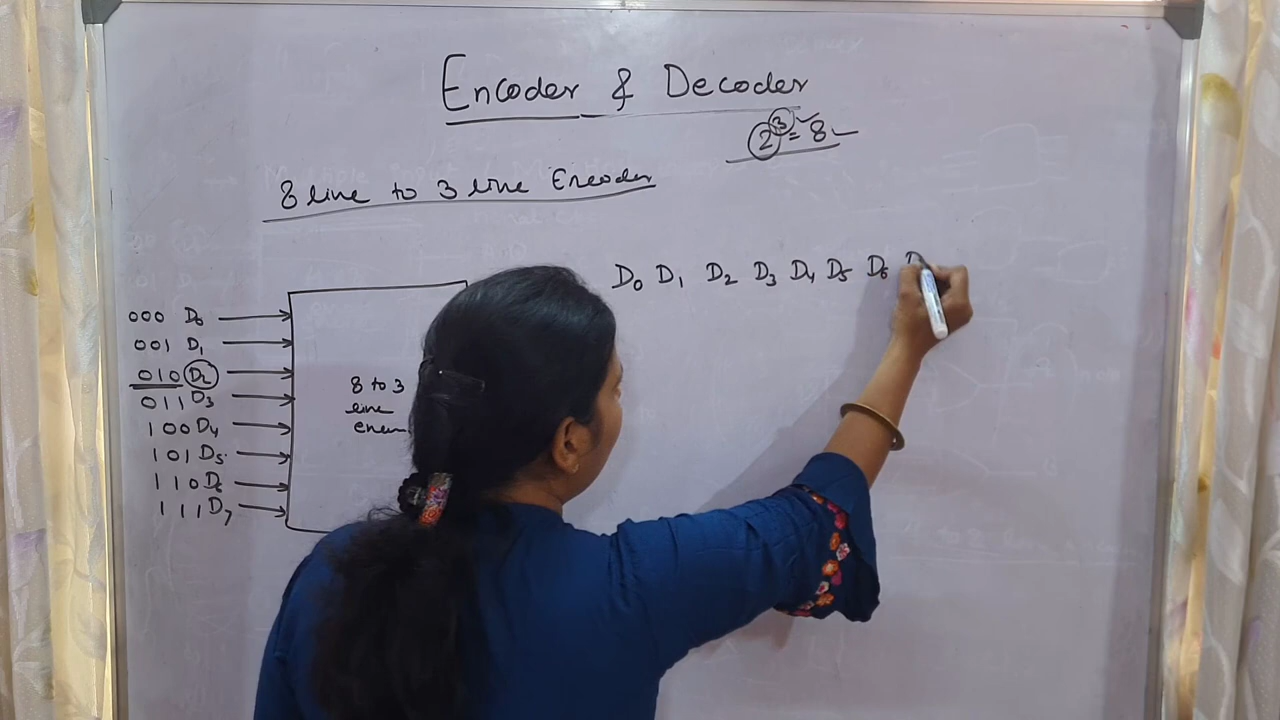 Encoder & Decoder
2³ = 8
8 line to 3 line Encoder
D₀ D₁ D₂ D₃ D₄ D₅ D₆ D
000 D₀
001 D₁
010 D₂
011 D₃
100 D₄
101 D₅
110 D₆
111 D₇
8 to 3
line